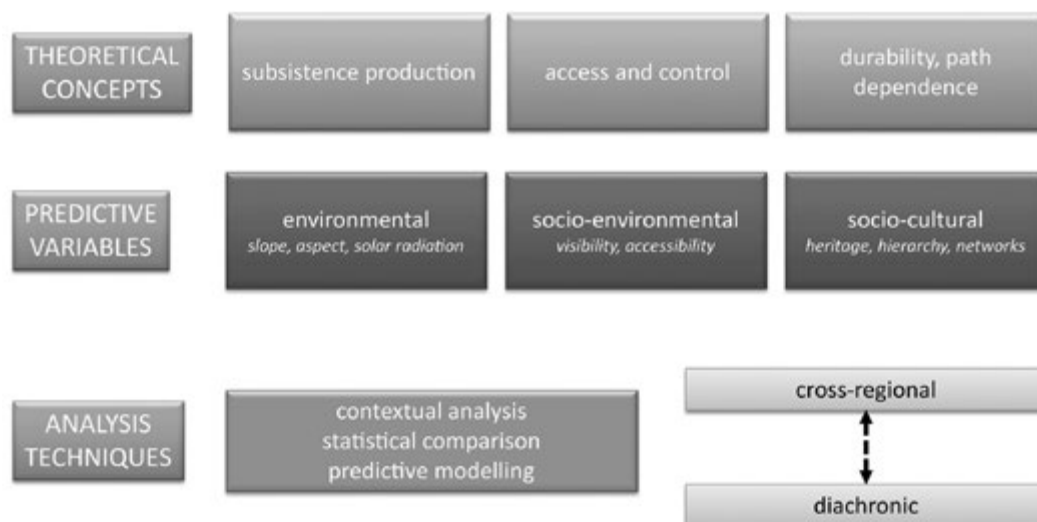 THEORETICAL
CONCEPTS
subsistence production
access and control
durability, path
dependence
PREDICTIVE
VARIABLES
environmental
slope, aspect, solar radiation
socio-environmental
visibility, accessibility
socio-cultural
heritage, hierarchy, networks
ANALYSIS
TECHNIQUES
contextual analysis
statistical comparison
predictive modelling
cross-regional
diachronic